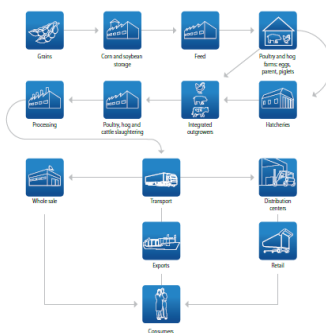 Grains
Corn and soybean
storage
Feed
Poultry and hog
farms: eggs,
parent, piglets
Processing
Poultry, hog and
cattle slaughtering
Integrated
outgrowers
Hatcheries
Whole sale
Transport
Distribution
centers
Exports
Retail
Consumers